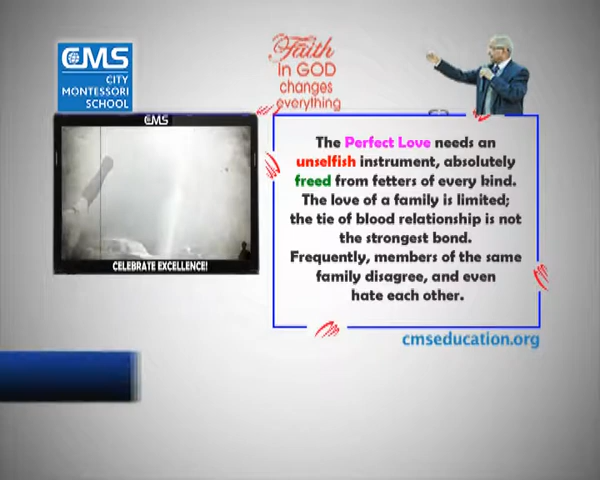 CMS
CITY
MONTESSORI
SCHOOL
Faith
in GOD
changes
everything
CMS
CELEBRATE EXCELLENCE!
The Perfect Love needs an
unselfish instrument, absolutely
freed from fetters of every kind.
The love of a family is limited;
the tie of blood relationship is not
the strongest bond.
Frequently, members of the same
family disagree, and even
hate each other.
cmseducation.org